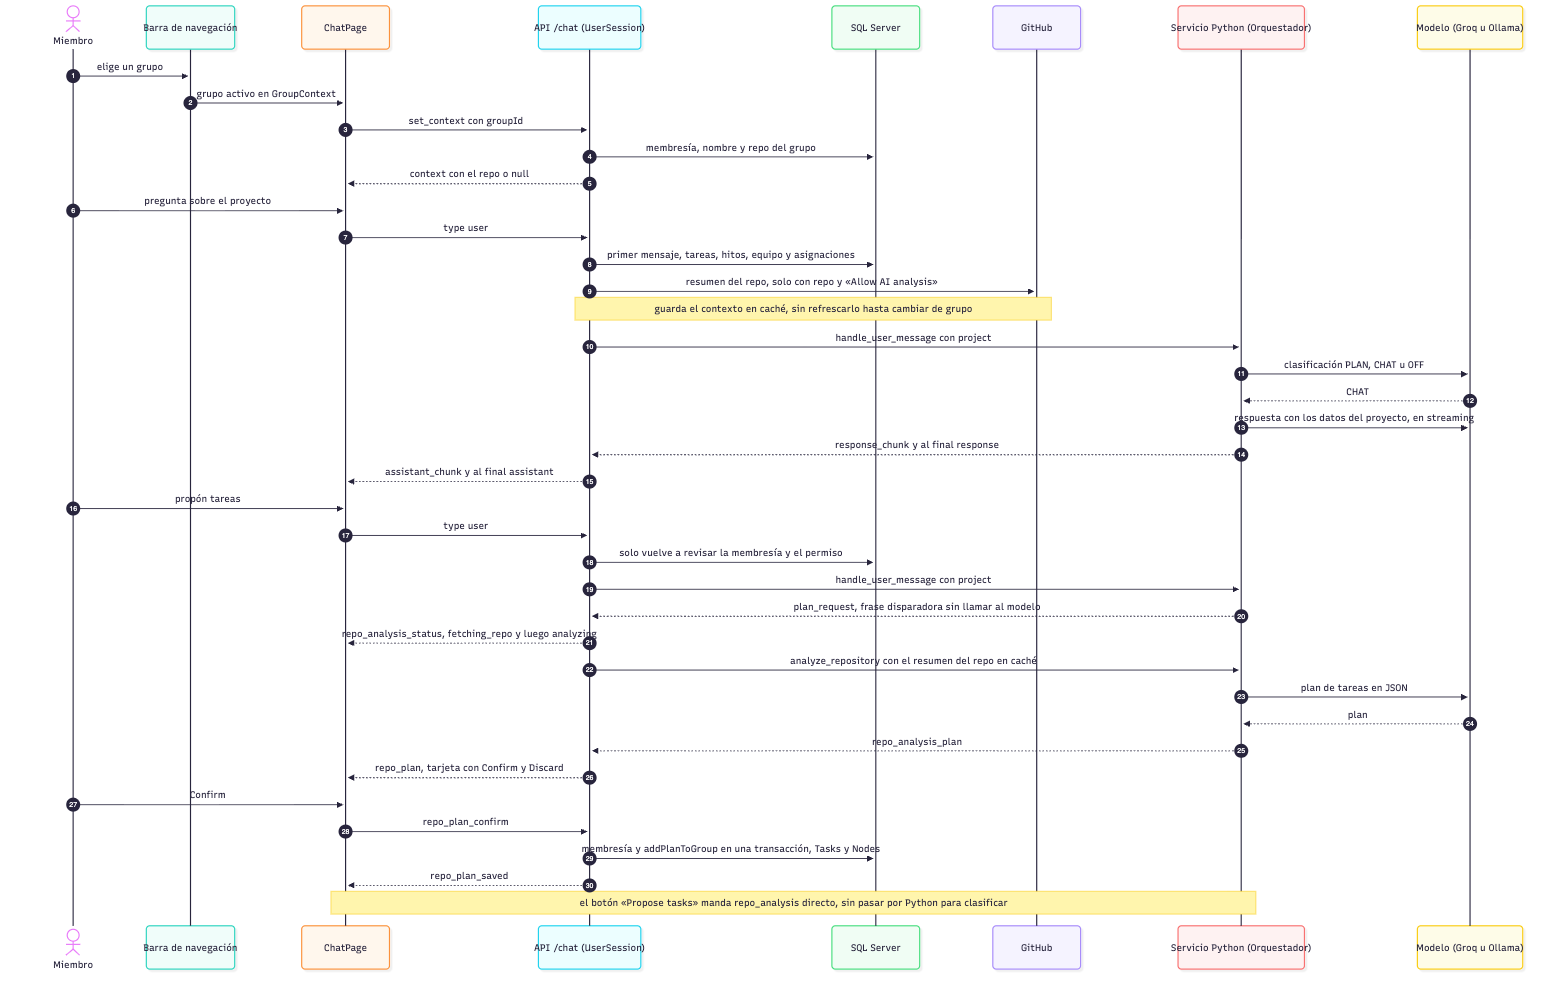 Miembro
Barra de navegación
ChatPage
API /chat (UserSession)
SQL Server
GitHub
Servicio Python (Orquestador)
Modelo (Groq u Ollama)
1 elige un grupo
2 grupo activo en GroupContext
3 set_context con groupId
4 membresía, nombre y repo del grupo
5 context con el repo o null
6 pregunta sobre el proyecto
7 type user
8 primer mensaje, tareas, hitos, equipo y asignaciones
9 resumen del repo, solo con repo y «Allow AI analysis»
guarda el contexto en caché, sin refrescarlo hasta cambiar de grupo
10 handle_user_message con project
11 clasificación PLAN, CHAT u OFF
12 CHAT
13 respuesta con los datos del proyecto, en streaming
14 response_chunk y al final response
15 assistant_chunk y al final assistant
16 propón tareas
17 type user
18 solo vuelve a revisar la membresía y el permiso
19 handle_user_message con project
20 plan_request, frase disparadora sin llamar al modelo
21 repo_analysis_status, fetching_repo y luego analyzing
22 analyze_repository con el resumen del repo en caché
23 plan de tareas en JSON
24 plan
25 repo_analysis_plan
26 repo_plan, tarjeta con Confirm y Discard
27 Confirm
28 repo_plan_confirm
29 membresía y addPlanToGroup en una transacción, Tasks y Nodes
30 repo_plan_saved
el botón «Propose tasks» manda repo_analysis directo, sin pasar por Python para clasificar
Miembro
Barra de navegación
ChatPage
API /chat (UserSession)
SQL Server
GitHub
Servicio Python (Orquestador)
Modelo (Groq u Ollama)